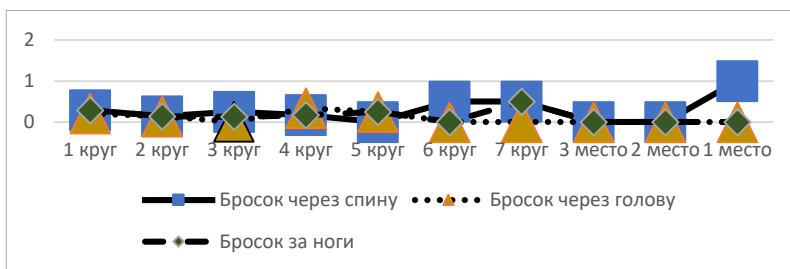 2
1
0
1 круг 2 круг 3 круг 4 круг 5 круг 6 круг 7 круг 3 место 2 место 1 место
Бросок через спину Бросок через голову
Бросок за ноги